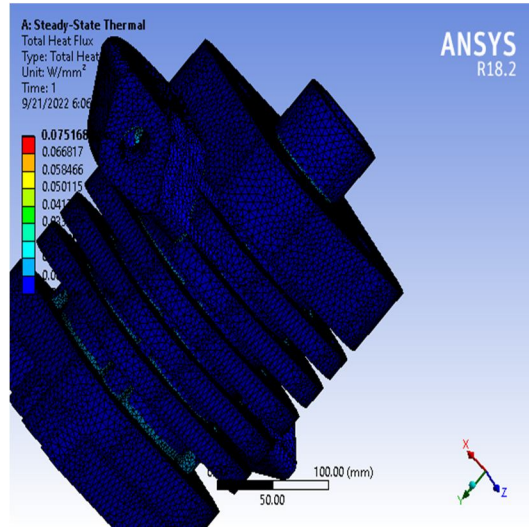 A: Steady-State Thermal
Total Heat Flux
Type: Total Heat
Unit: W/mm²
Time: 1
9/21/2022 6:06
ANSYS
R18.2
0.075168
0.066817
0.058466
0.050115
100.00 (mm)
50.00
X
Y
Z